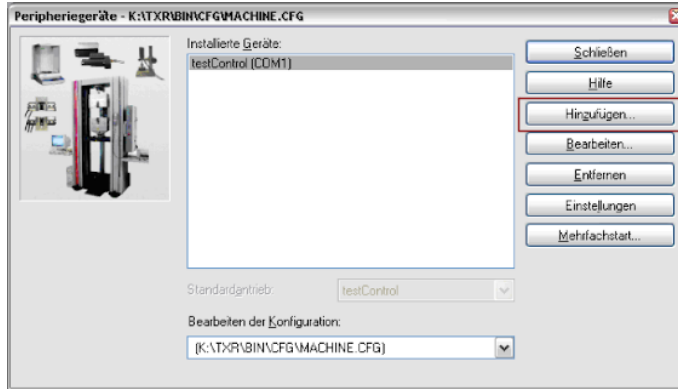 Peripheriegeräte - K:\TXR\BIN\CFG\MACHINE.CFG
Installierte Geräte:
testControl (COM1)
Schließen
Hilfe
Hinzufügen...
Bearbeiten...
Entfernen
Einstellungen
Mehrfachstart...
Standardantrieb:
testControl
Bearbeiten der Konfiguration:
(K:\TXR\BIN\CFG\MACHINE.CFG)